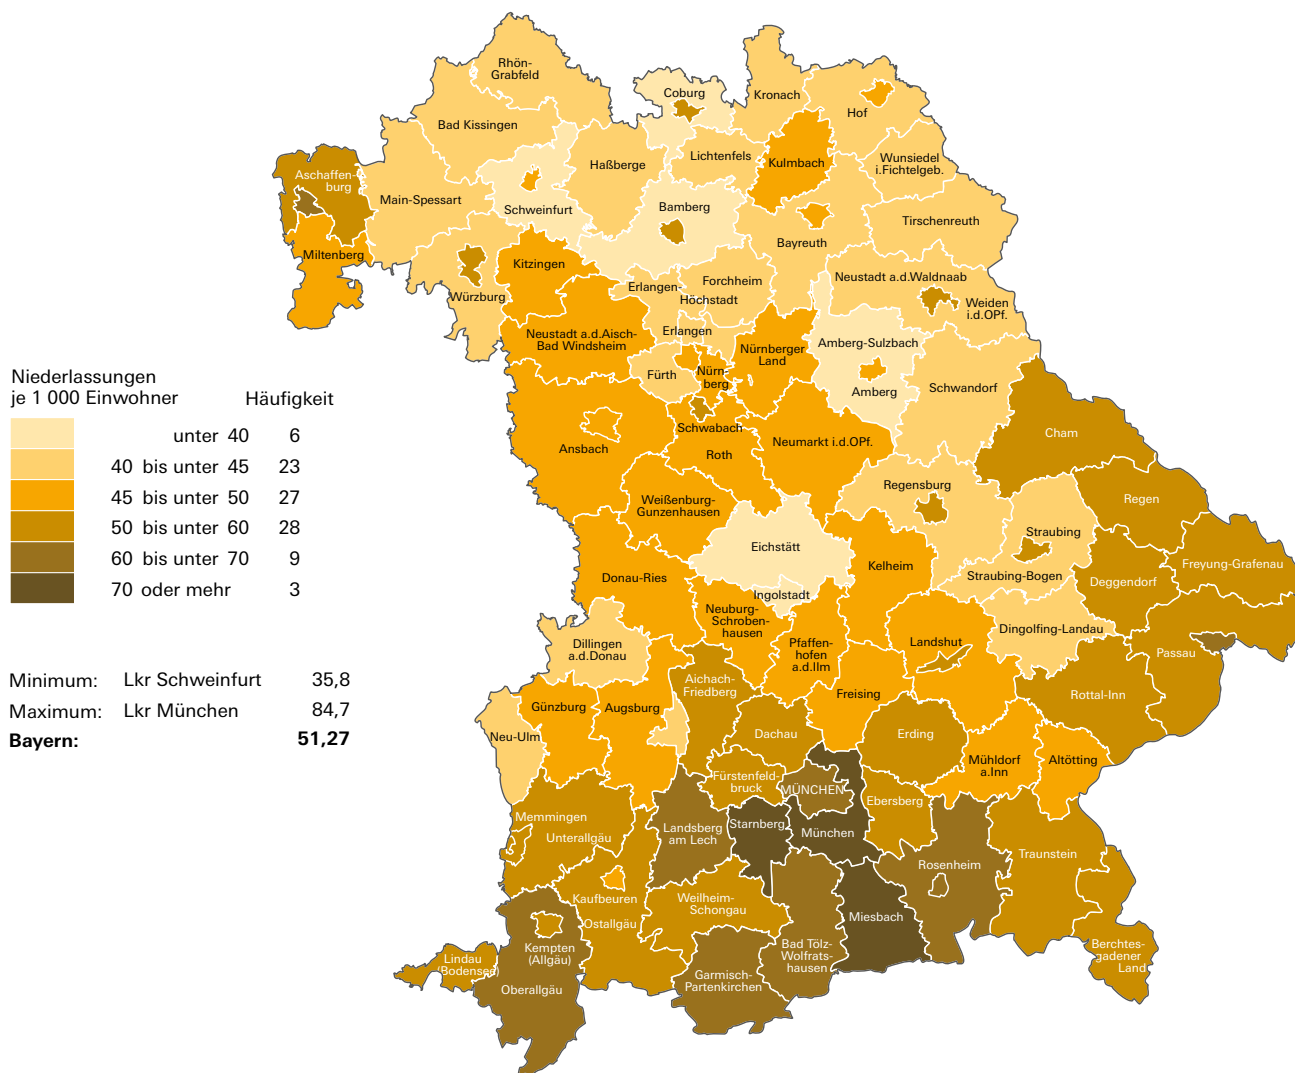 Niederlassungen
je 1 000 Einwohner Häufigkeit
unter 40 6
40 bis unter 45 23
45 bis unter 50 27
50 bis unter 60 28
60 bis unter 70 9
70 oder mehr 3
Minimum: Lkr Schweinfurt 35,8
Maximum: Lkr München 84,7
Bayern: 51,27
Rhön-
Grabfeld
Coburg
Kronach
Hof
Bad Kissingen
Haßberge
Lichtenfels
Kulmbach
Wunsiedel
i.Fichtelgeb.
Aschaffen-
burg
Main-Spessart
Schweinfurt
Bamberg
Bayreuth
Tirschenreuth
Miltenberg
Kitzingen
Würzburg
Erlangen-
Höchstadt
Forchheim
Neustadt a.d.Waldnaab
Weiden
i.d.OPf.
Neustadt a.d.Aisch-
Bad Windsheim
Erlangen
Nürnberger
Land
Amberg-Sulzbach
Amberg
Fürth
Nürn-
berg
Schwandorf
Schwabach
Ansbach
Roth
Neumarkt i.d.OPf.
Cham
Weißenburg-
Gunzenhausen
Regensburg
Regen
Straubing
Eichstätt
Kelheim
Freyung-Grafenau
Donau-Ries
Straubing-Bogen
Deggendorf
Ingolstadt
Neuburg-
Schroben-
hausen
Pfaffen-
hofen
a.d.Ilm
Landshut
Dingolfing-Landau
Dillingen
a.d.Donau
Passau
Aichach-
Friedberg
Freising
Rottal-Inn
Günzburg
Augsburg
Neu-Ulm
Dachau
Erding
Mühldorf
a.Inn
Altötting
Fürstenfeld-
bruck
MÜNCHEN
Ebersberg
Memmingen
Unterallgäu
Landsberg
am Lech
Starnberg
München
Rosenheim
Traunstein
Kaufbeuren
Ostallgäu
Weilheim-
Schongau
Miesbach
Kempten
(Allgäu)
Bad Tölz-
Wolfrats-
hausen
Berchtes-
gadener
Land
Lindau
(Bodensee)
Oberallgäu
Garmisch-
Partenkirchen